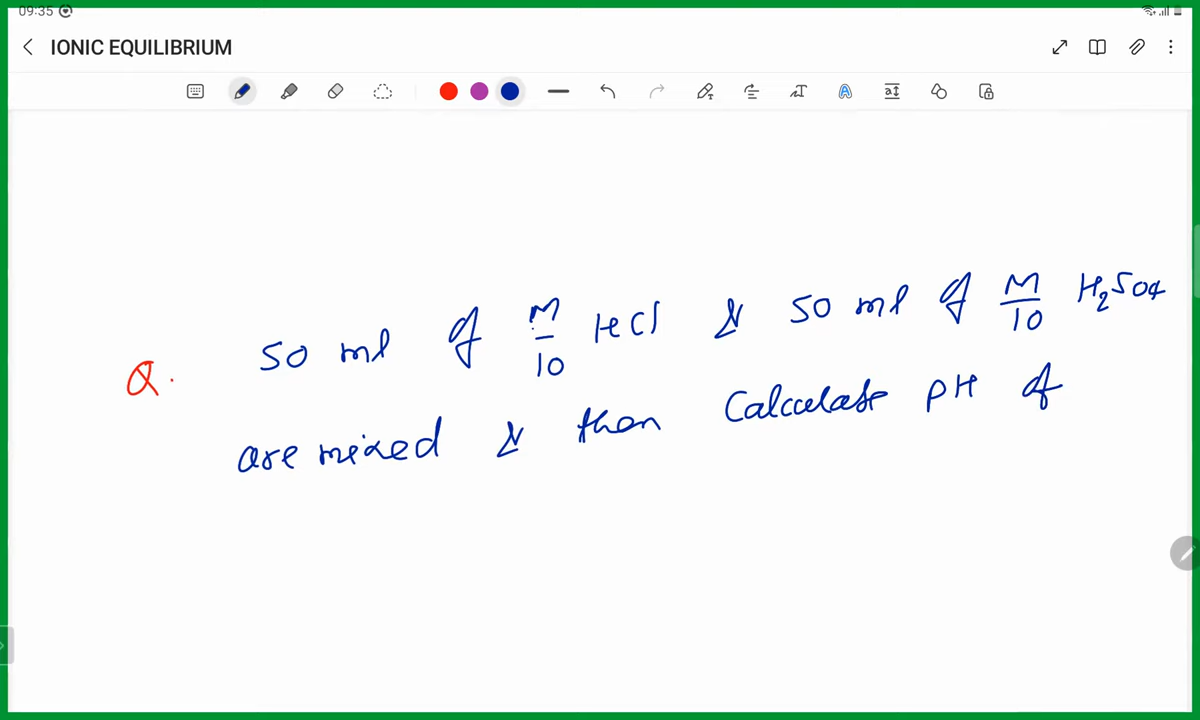 09:35
IONIC EQUILIBRIUM
Q. 50 ml of M/10 HCl & 50 ml of M/10 H₂SO₄
are mixed & then Calculate pH of